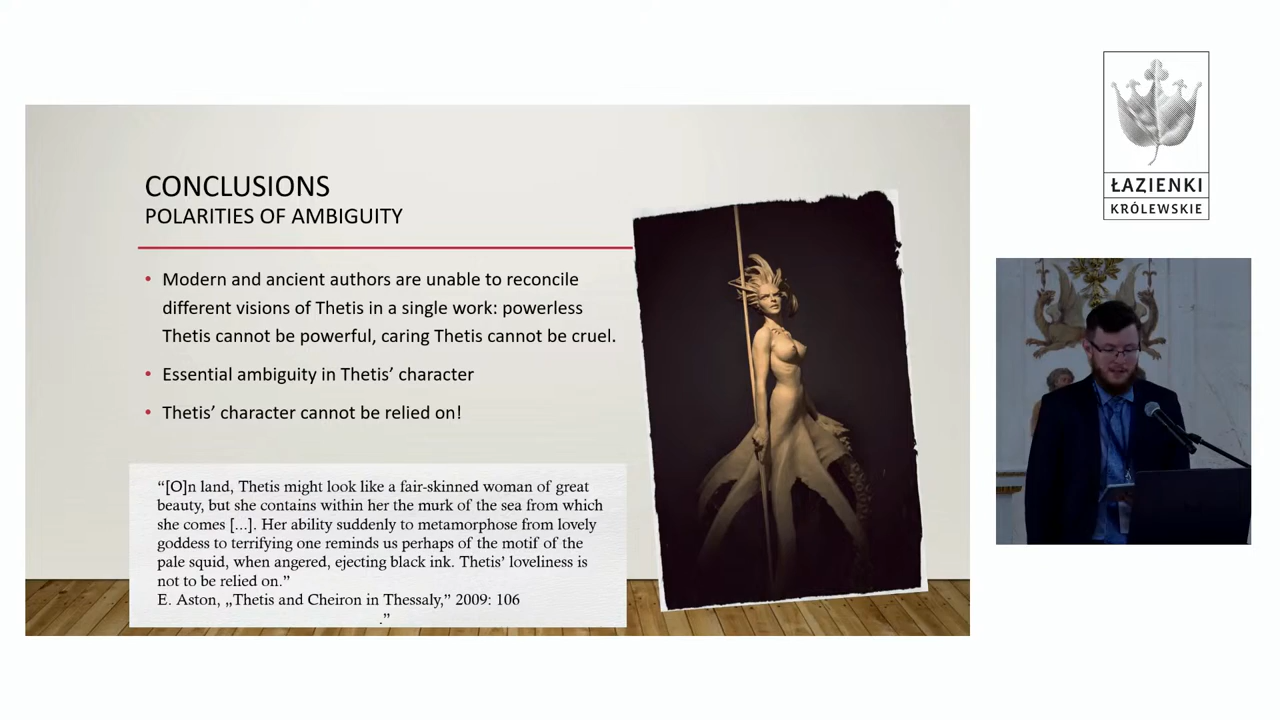 CONCLUSIONS
POLARITIES OF AMBIGUITY
• Modern and ancient authors are unable to reconcile
different visions of Thetis in a single work: powerless
Thetis cannot be powerful, caring Thetis cannot be cruel.
• Essential ambiguity in Thetis’ character
• Thetis’ character cannot be relied on!
“[O]n land, Thetis might look like a fair-skinned woman of great
beauty, but she contains within her the murk of the sea from which
she comes [...]. Her ability suddenly to metamorphose from lovely
goddess to terrifying one reminds us perhaps of the motif of the
pale squid, when angered, ejecting black ink. Thetis’ loveliness is
not to be relied on.”
E. Aston, „Thetis and Cheiron in Thessaly,” 2009: 106
.”
ŁAZIENKI
KRÓLEWSKIE